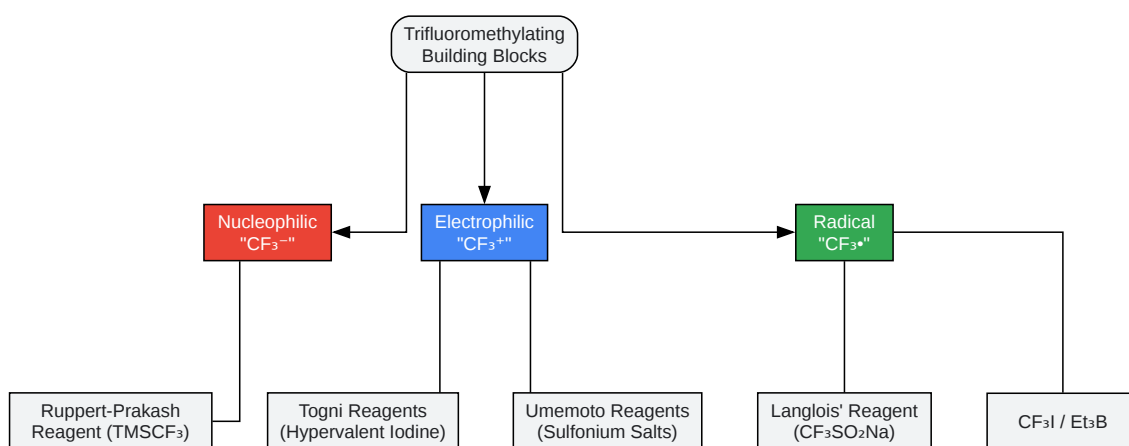 Trifluoromethylating
Building Blocks
Nucleophilic
"CF₃⁻"
Electrophilic
"CF₃⁺"
Radical
"CF₃•"
Ruppert-Prakash
Reagent (TMSCF₃)
Togni Reagents
(Hypervalent Iodine)
Umemoto Reagents
(Sulfonium Salts)
Langlois' Reagent
(CF₃SO₂Na)
CF₃I / Et₃B